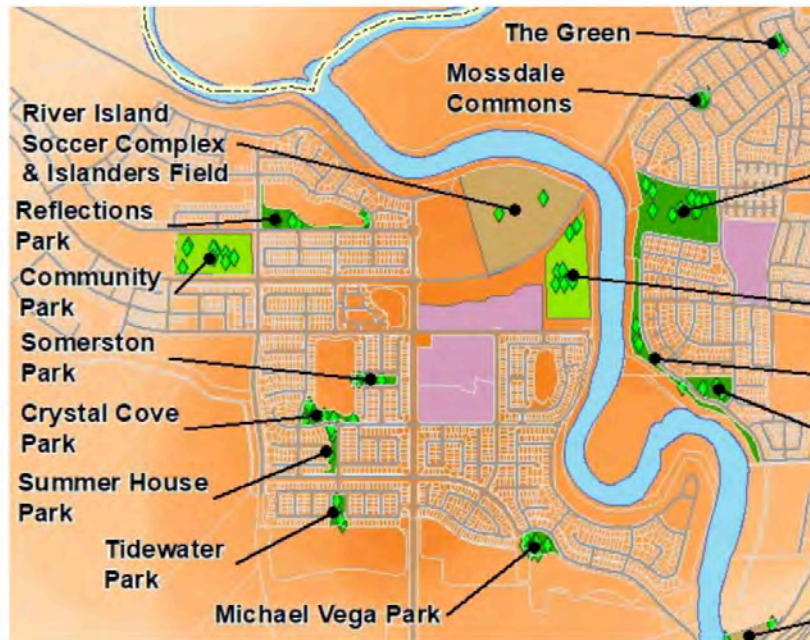 The Green
Mossdale
Commons
River Island
Soccer Complex
& Islanders Field
Reflections
Park
Community
Park
Somerston
Park
Crystal Cove
Park
Summer House
Park
Tidewater
Park
Michael Vega Park